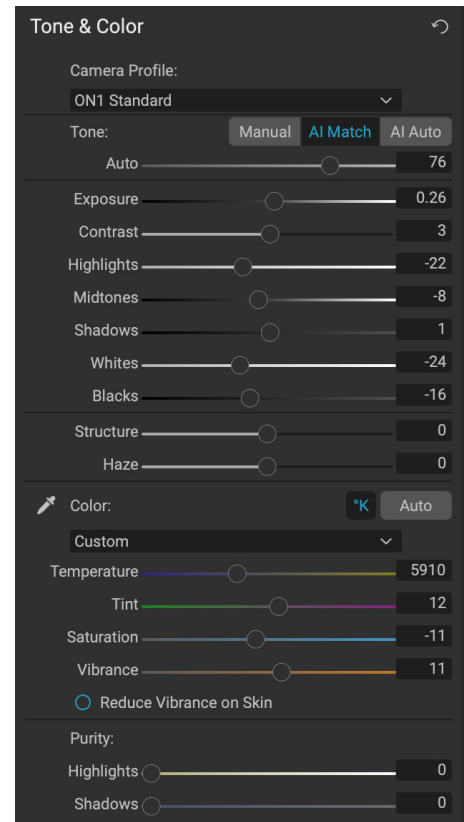 Tone & Color
Camera Profile:
ON1 Standard
Tone: Manual AI Match AI Auto
Auto 76
Exposure 0.26
Contrast 3
Highlights -22
Midtones -8
Shadows 1
Whites -24
Blacks -16
Structure 0
Haze 0
Color: °K Auto
Custom
Temperature 5910
Tint 12
Saturation -11
Vibrance 11
Reduce Vibrance on Skin
Purity:
Highlights 0
Shadows 0